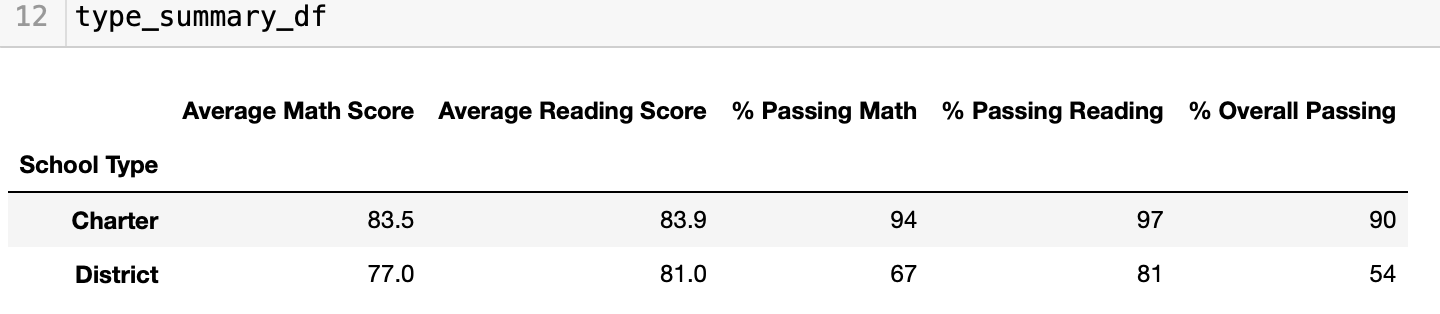 12 type_summary_df
Average Math Score Average Reading Score % Passing Math % Passing Reading % Overall Passing
School Type
Charter 83.5 83.9 94 97 90
District 77.0 81.0 67 81 54